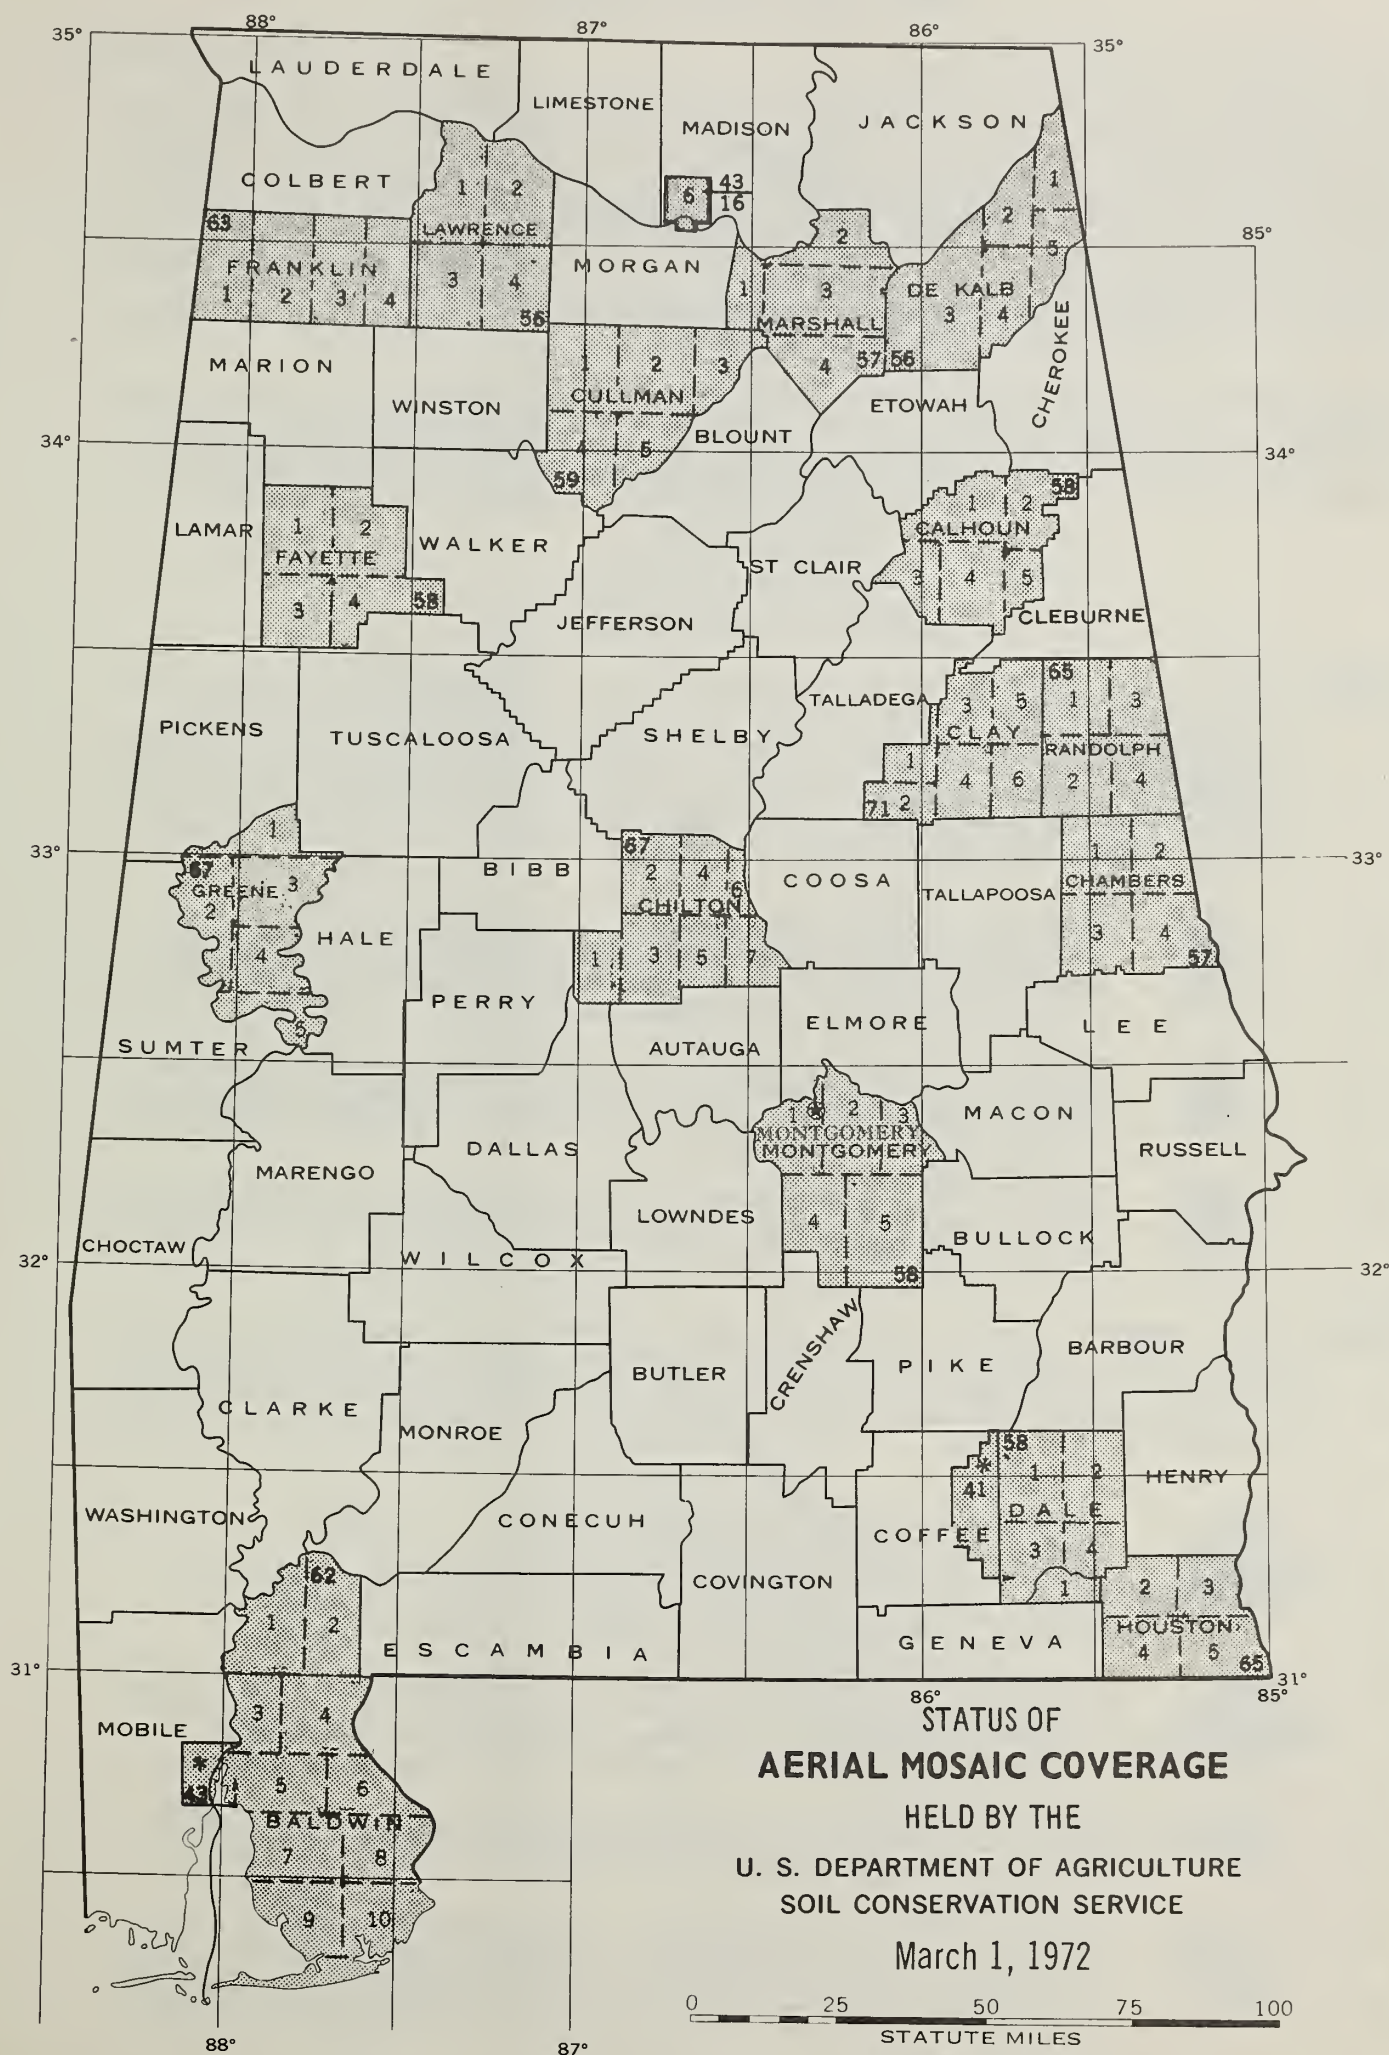 88°
87°
86°
35°
35°
LAUDERDALE
LIMESTONE
MADISON
JACKSON
COLBERT
1
2
6
43
16
1
2
63
LAWRENCE
2
5
85°
FRANKLIN
MORGAN
1 2 3 4
3 4
56
1
3
DE KALB
3 4
MARSHALL
4
57
56
CHEROKEE
MARION
1 2 3
CULLMAN
WINSTON
ETOWAH
34°
BLOUNT
34°
4 5
59
58
1 2
LAMAR
1 2
CALHOUN
FAYETTE
WALKER
ST CLAIR
3 4 5
3 4
58
JEFFERSON
CLEBURNE
65
TALLADEGA
3 5 1 3
PICKENS
TUSCALOOSA
SHELBY
CLAY
RANDOLPH
1
4 6 2 4
71 2
1
33°
67
33°
67
BIBB
2 4 6
COOSA
1 2
GREENE
3
TALLAPOOSA
CHAMBERS
2
CHILTON
HALE
3 4
4
1 3 5 7
57
PERRY
ELMORE
LEE
5
SUMTER
AUTAUGA
1 2 3
MACON
MONTGOMERY
MONTGOMERY
DALLAS
RUSSELL
MARENGO
LOWNDES
4 5
BULLOCK
CHOCTAW
32°
WILCOX
32°
58
CRENSHAW
BARBOUR
BUTLER
PIKE
CLARKE
MONROE
58
*
1 2
HENRY
41
WASHINGTON
CONECUH
DALE
COFFEE
3 4
62
COVINGTON
1
2 3
1 2
HOUSTON
ESCAMBIA
GENEVA
4 5
65
31°
31°
86°
85°
3 4
MOBILE
*
43
5 6
BALDWIN
7 8
9 10
88°
87°
STATUS OF
AERIAL MOSAIC COVERAGE
HELD BY THE
U. S. DEPARTMENT OF AGRICULTURE
SOIL CONSERVATION SERVICE
March 1, 1972
0 25 50 75 100
STATUTE MILES